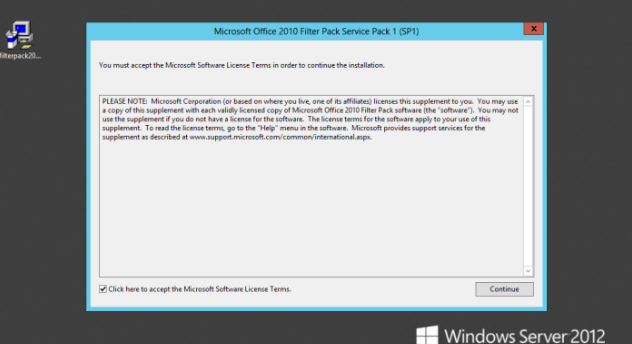 Microsoft Office 2010 Filter Pack Service Pack 1 (SP1)
x
filterpack20...
You must accept the Microsoft Software License Terms in order to continue the installation.
PLEASE NOTE: Microsoft Corporation (or based on where you live, one of its affiliates) licenses this supplement to you. You may use
a copy of this supplement with each validly licensed copy of Microsoft Office 2010 Filter Pack software (the "software"). You may not
use the supplement if you do not have a license for the software. The license terms for the software apply to your use of this
supplement. To read the license terms, go to the "Help" menu in the software. Microsoft provides support services for the
supplement as described at www.support.microsoft.com/common/international.aspx.
Click here to accept the Microsoft Software License Terms.
Continue
Windows Server 2012